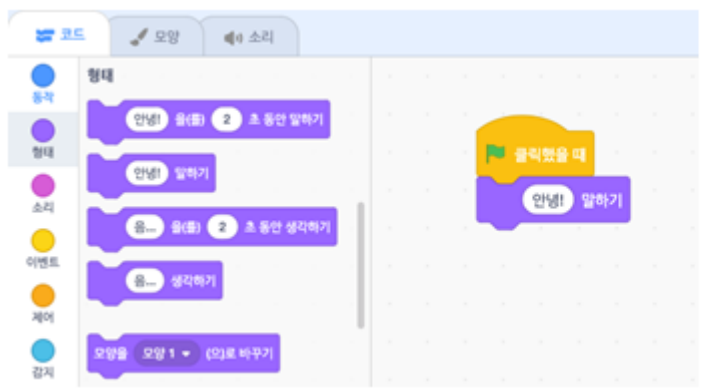 코드
모양
소리
형태
동작
형태
소리
이벤트
제어
감지
안녕! 을(를) 2 초 동안 말하기
안녕! 말하기
음... 을(를) 2 초 동안 생각하기
음... 생각하기
모양을 모양 1 (으)로 바꾸기
클릭했을 때
안녕! 말하기